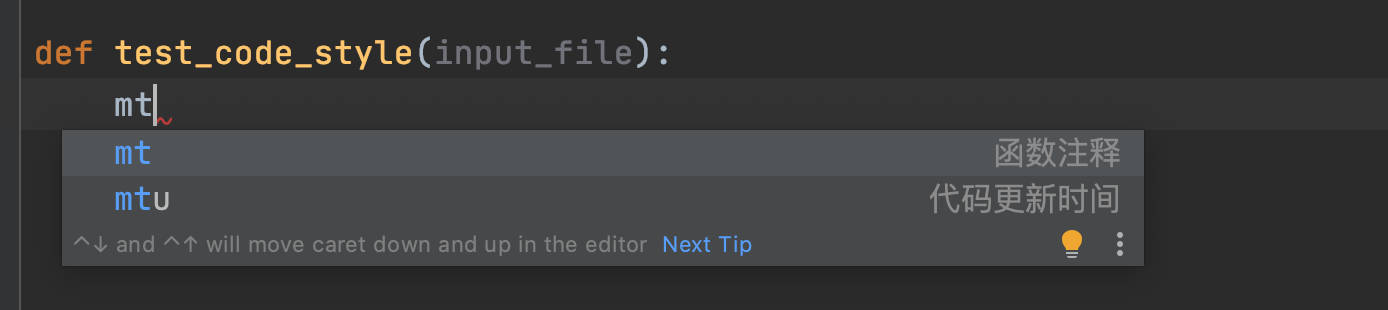 def test_code_style(input_file):
mt
mt 函数注释
mtu 代码更新时间
^↓ and ^↑ will move caret down and up in the editor Next Tip